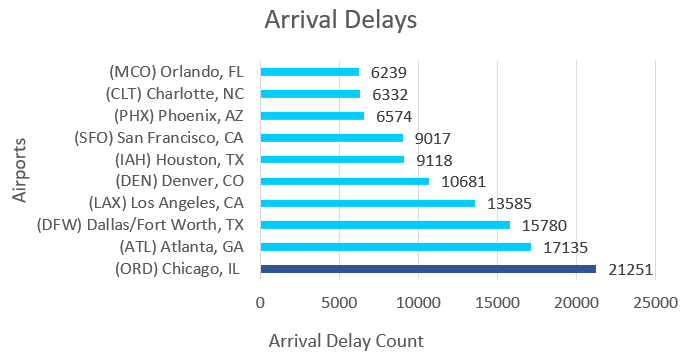 Arrival Delays
Airports
(MCO) Orlando, FL 6239
(CLT) Charlotte, NC 6332
(PHX) Phoenix, AZ 6574
(SFO) San Francisco, CA 9017
(IAH) Houston, TX 9118
(DEN) Denver, CO 10681
(LAX) Los Angeles, CA 13585
(DFW) Dallas/Fort Worth, TX 15780
(ATL) Atlanta, GA 17135
(ORD) Chicago, IL 21251
0 5000 10000 15000 20000 25000
Arrival Delay Count